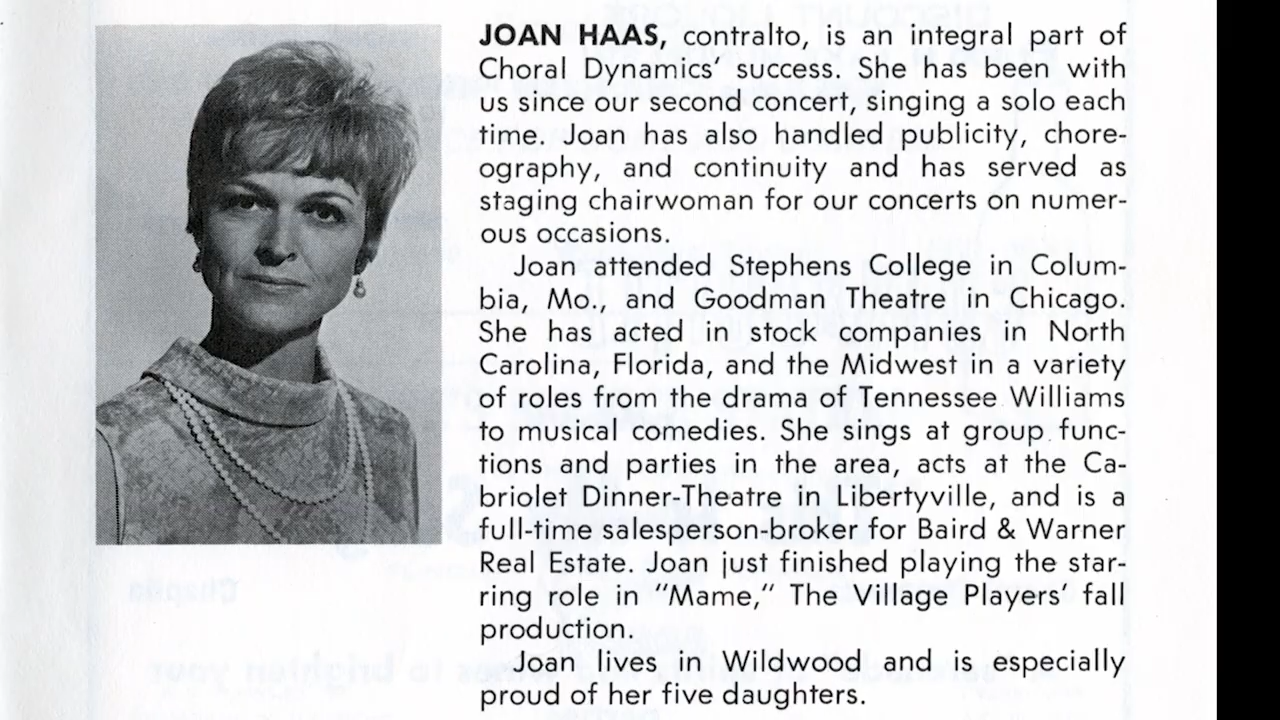 JOAN HAAS, contralto, is an integral part of
Choral Dynamics' success. She has been with
us since our second concert, singing a solo each
time. Joan has also handled publicity, chore-
ography, and continuity and has served as
staging chairwoman for our concerts on numer-
ous occasions.
Joan attended Stephens College in Colum-
bia, Mo., and Goodman Theatre in Chicago.
She has acted in stock companies in North
Carolina, Florida, and the Midwest in a variety
of roles from the drama of Tennessee Williams
to musical comedies. She sings at group func-
tions and parties in the area, acts at the Ca-
briolet Dinner-Theatre in Libertyville, and is a
full-time salesperson-broker for Baird & Warner
Real Estate. Joan just finished playing the star-
ring role in "Mame," The Village Players' fall
production.
Joan lives in Wildwood and is especially
proud of her five daughters.